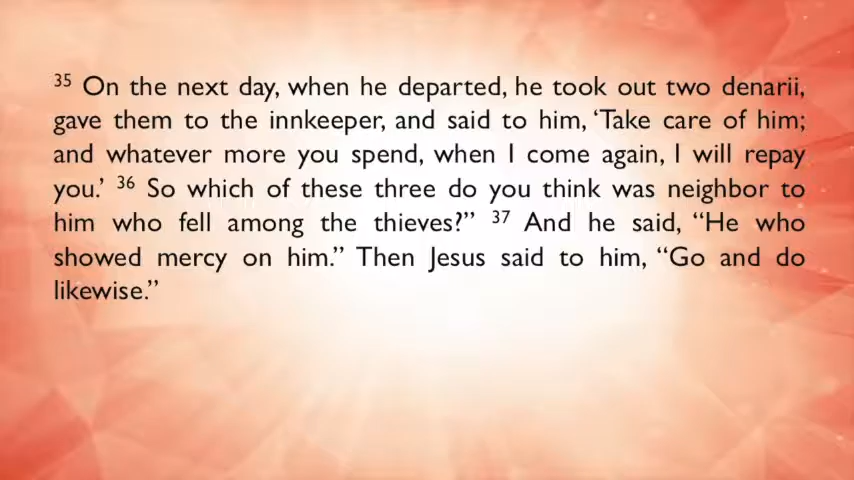 35 On the next day, when he departed, he took out two denarii,
gave them to the innkeeper, and said to him, ‘Take care of him;
and whatever more you spend, when I come again, I will repay
you.’ 36 So which of these three do you think was neighbor to
him who fell among the thieves?” 37 And he said, “He who
showed mercy on him.” Then Jesus said to him, “Go and do
likewise.”